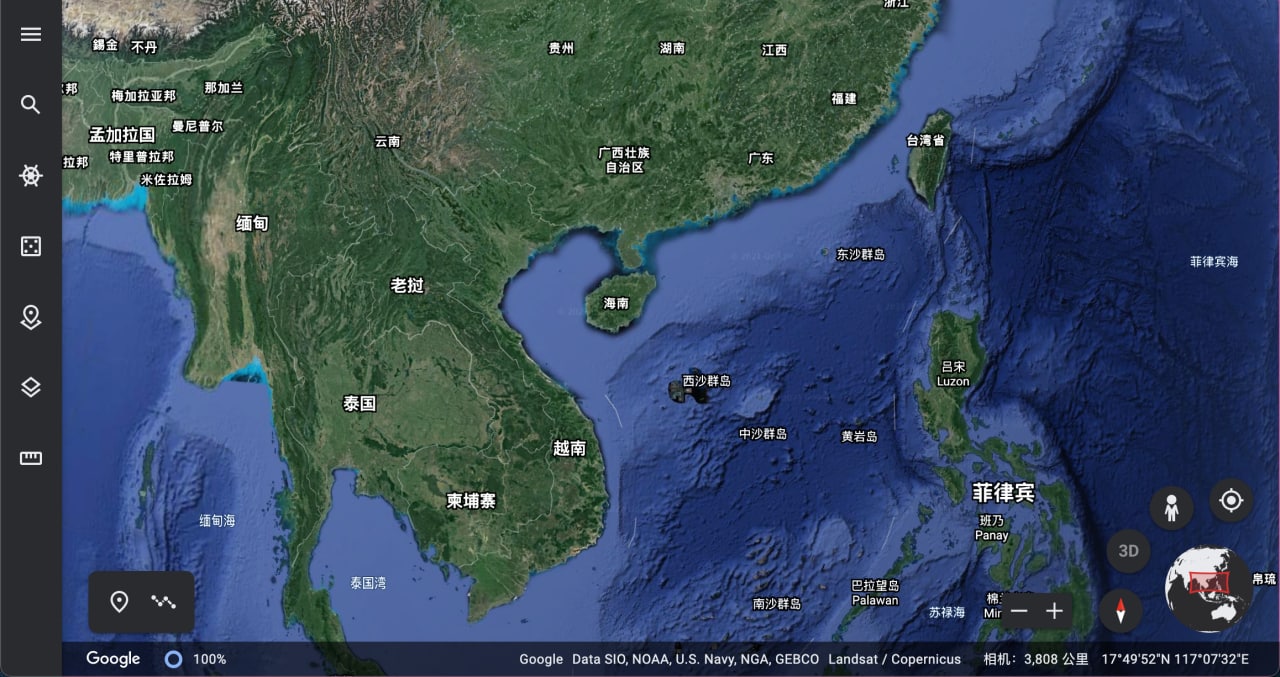 浙江
錫金 不丹
贵州
湖南
江西
邦
梅加拉亚邦
那加兰
福建
孟加拉国
曼尼普尔
云南
台湾省
拉邦
特里普拉邦
广西壮族
自治区
广东
米佐拉姆
缅甸
东沙群岛
菲律宾海
老挝
海南
吕宋
Luzon
西沙群岛
泰国
中沙群岛
黄岩岛
越南
柬埔寨
菲律宾
缅甸海
班乃
Panay
3D
泰国湾
巴拉望岛
Palawan
南沙群岛
苏禄海
棉兰
Min
帛琉
Google 100%
Google Data SIO, NOAA, U.S. Navy, NGA, GEBCO Landsat / Copernicus
相机：3,808 公里 17°49'52"N 117°07'32"E